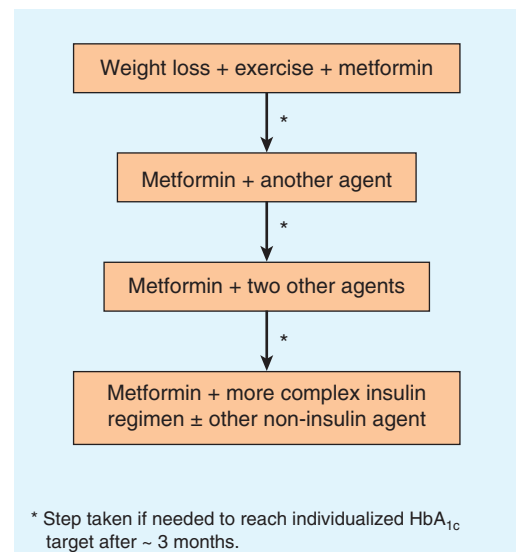 Weight loss + exercise + metformin
*
Metformin + another agent
*
Metformin + two other agents
*
Metformin + more complex insulin
regimen ± other non-insulin agent
* Step taken if needed to reach individualized HbA1c
target after ~ 3 months.